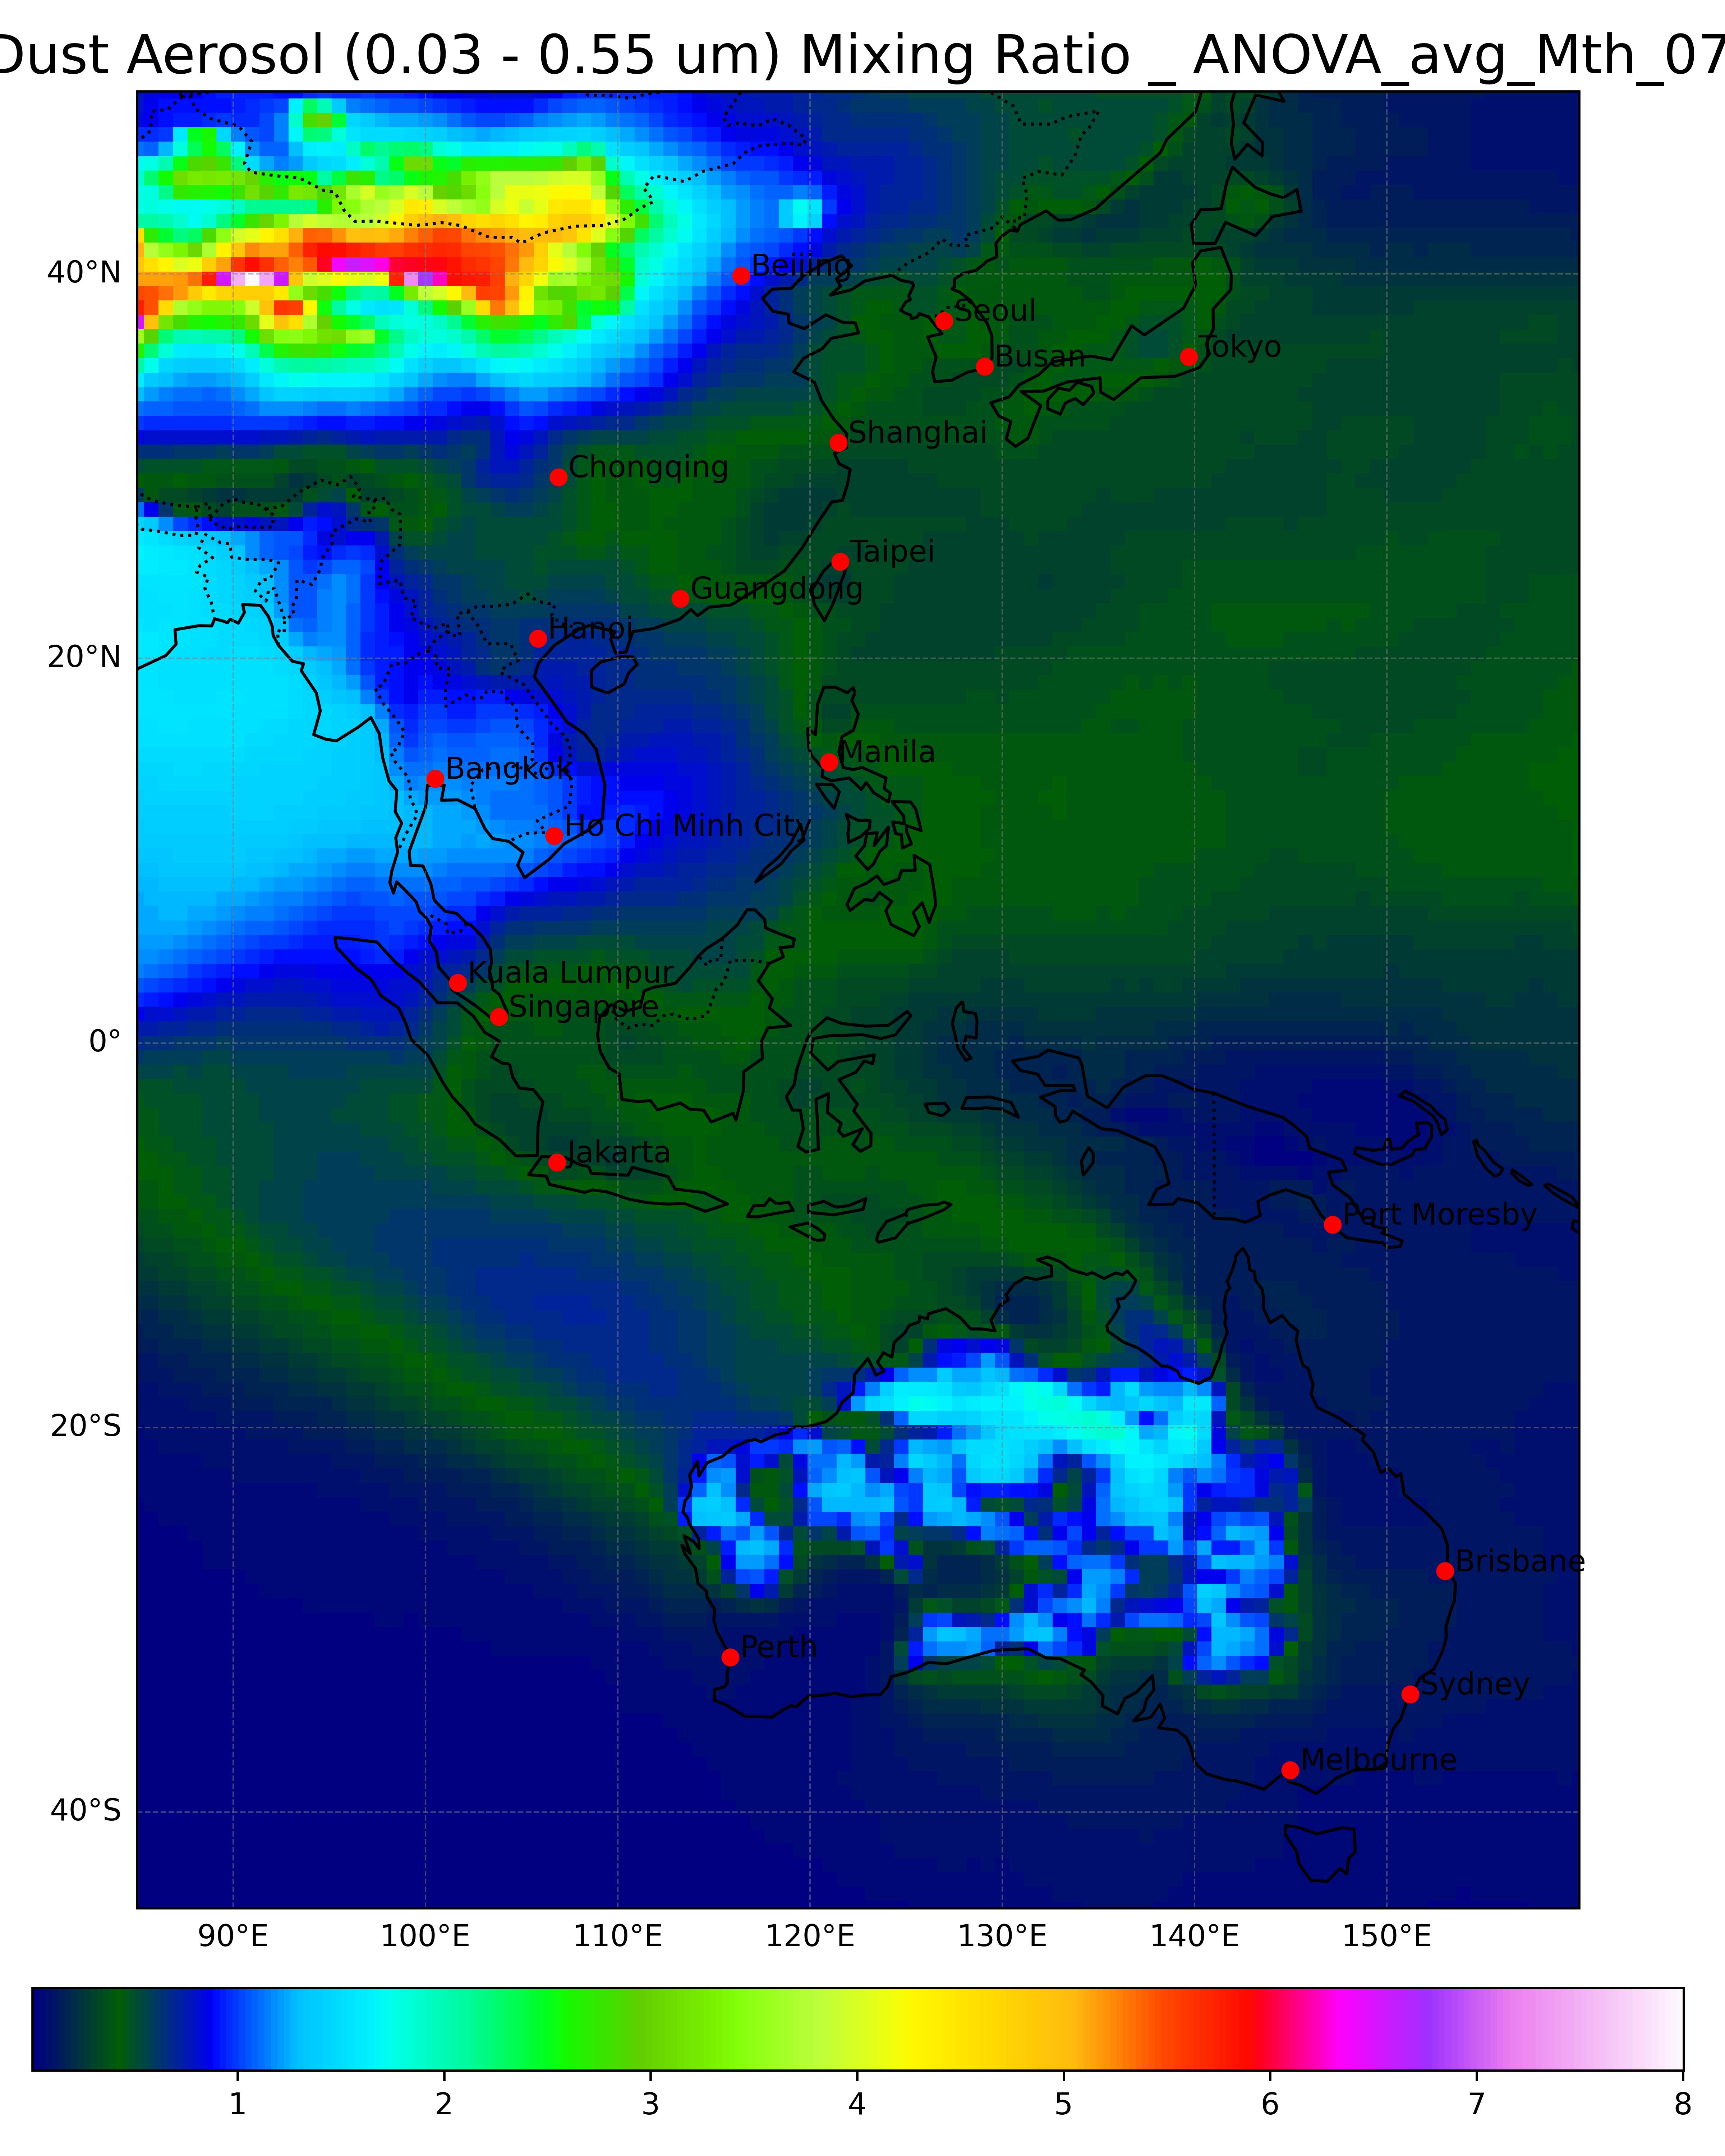 Dust Aerosol (0.03 - 0.55 um) Mixing Ratio _ ANOVA_avg_Mth_07
40°N
20°N
0°
20°S
40°S
Beijing
Seoul
Busan
Tokyo
Shanghai
Chongqing
Taipei
Guangdong
Hanoi
Manila
Bangkok
Ho Chi Minh City
Kuala Lumpur
Singapore
Jakarta
Port Moresby
Brisbane
Perth
Sydney
Melbourne
90°E 100°E 110°E 120°E 130°E 140°E 150°E
1 2 3 4 5 6 7 8